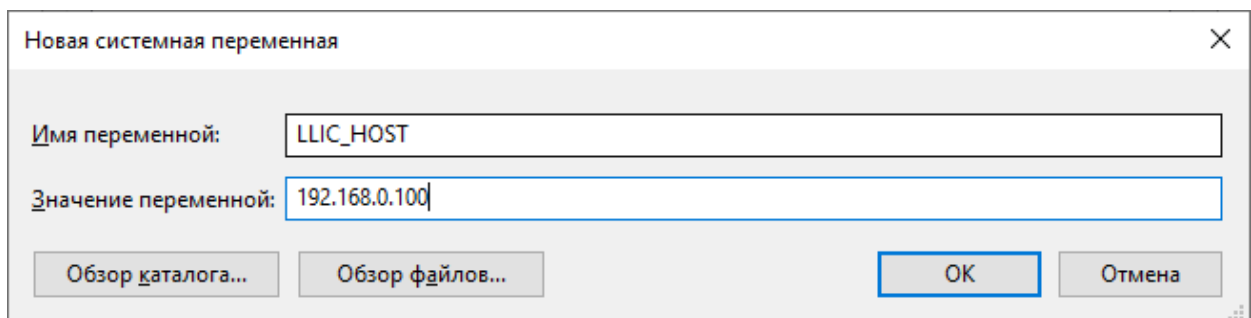 Новая системная переменная
Имя переменной: LLIC_HOST
Значение переменной: 192.168.0.100
Обзор каталога... Обзор файлов... OK Отмена